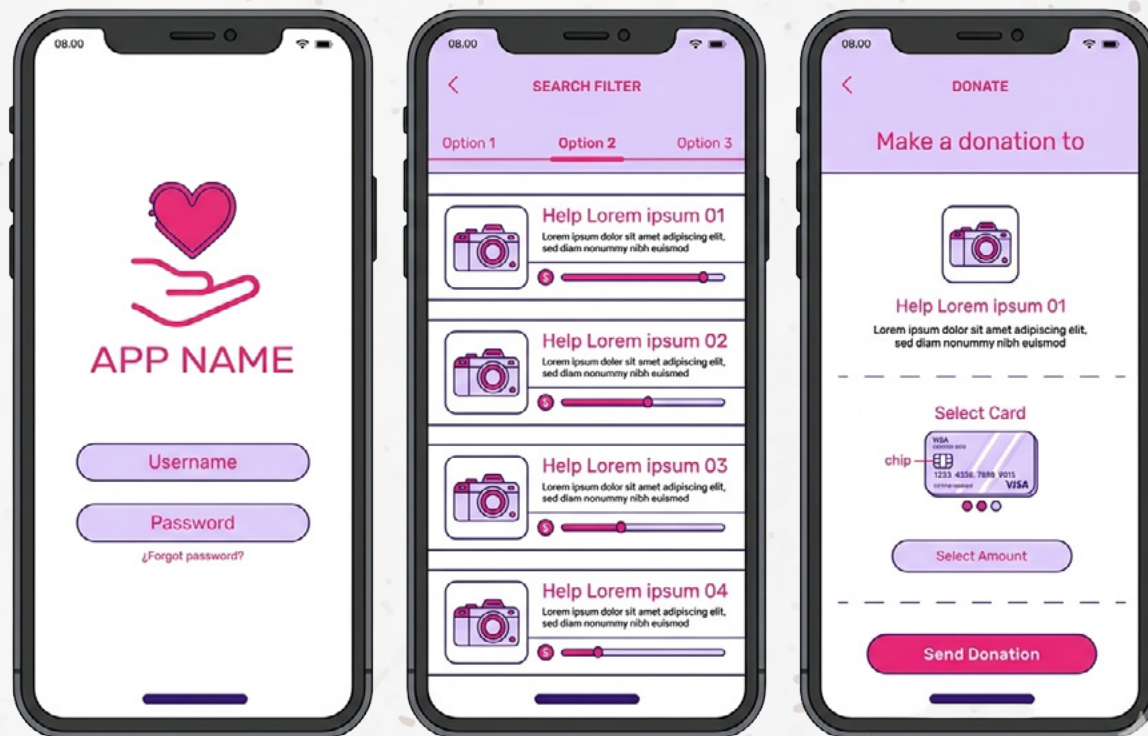 08.00
APP NAME
Username
Password
¿Forgot password?
08.00
SEARCH FILTER
Option 1 Option 2 Option 3
Help Lorem ipsum 01
Lorem ipsum dolor sit amet adipiscing elit,
sed diam nonummy nibh euismod
S
Help Lorem ipsum 02
Lorem ipsum dolor sit amet adipiscing elit,
sed diam nonummy nibh euismod
S
Help Lorem ipsum 03
Lorem ipsum dolor sit amet adipiscing elit,
sed diam nonummy nibh euismod
S
Help Lorem ipsum 04
Lorem ipsum dolor sit amet adipiscing elit,
sed diam nonummy nibh euismod
S
08.00
DONATE
Make a donation to
Help Lorem ipsum 01
Lorem ipsum dolor sit amet adipiscing elit,
sed diam nonummy nibh euismod
Select Card
chip
VISA
Select Amount
Send Donation